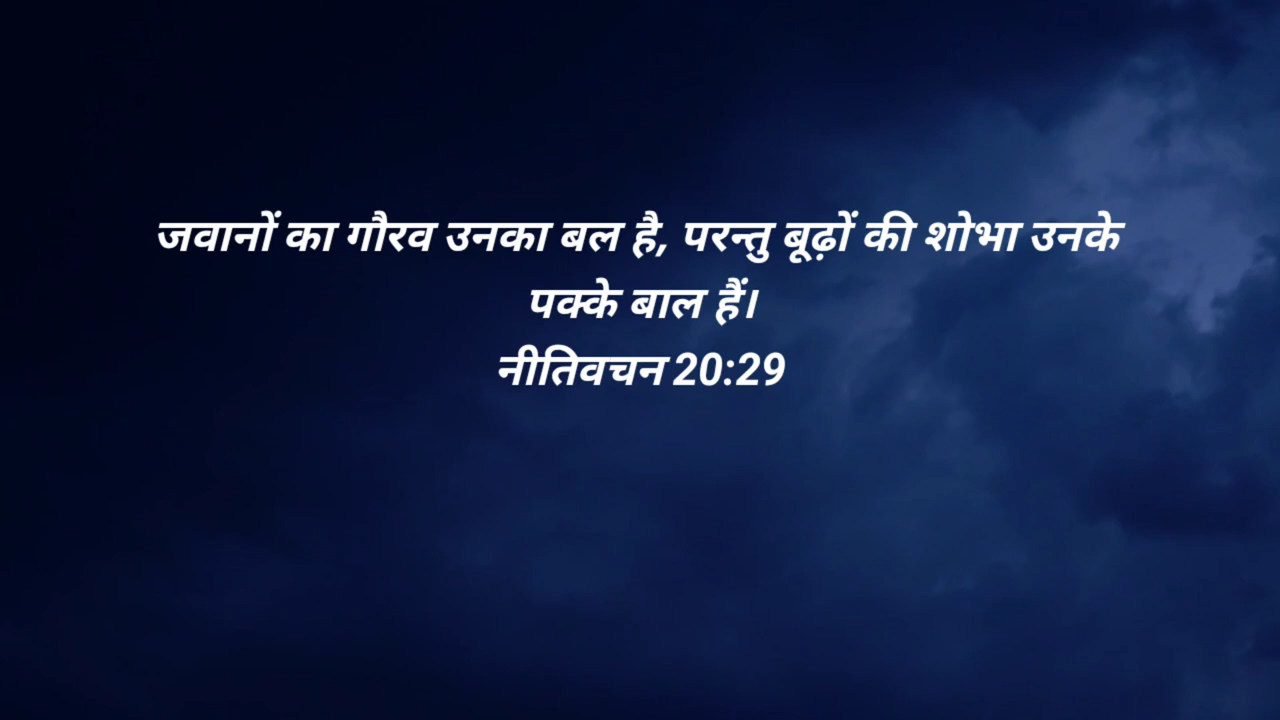 जवानों का गौरव उनका बल है, परन्तु बूढ़ों की शोभा उनके
पक्के बाल हैं।
नीतिवचन 20:29